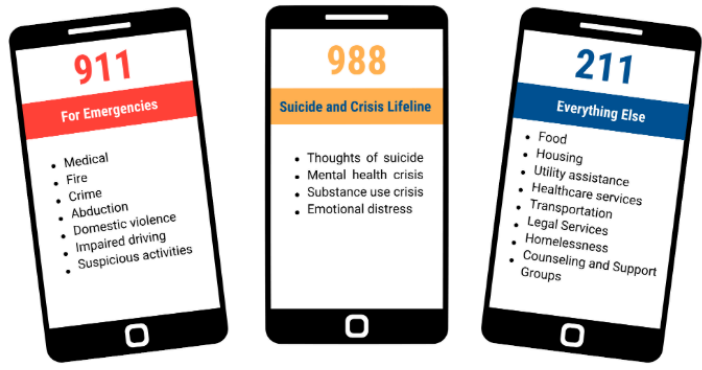 911
For Emergencies
• Medical
• Fire
• Crime
• Abduction
• Domestic violence
• Impaired driving
• Suspicious activities
988
Suicide and Crisis Lifeline
• Thoughts of suicide
• Mental health crisis
• Substance use crisis
• Emotional distress
211
Everything Else
• Food
• Housing
• Utility assistance
• Healthcare services
• Transportation
• Legal Services
• Homelessness
• Counseling and Support
Groups